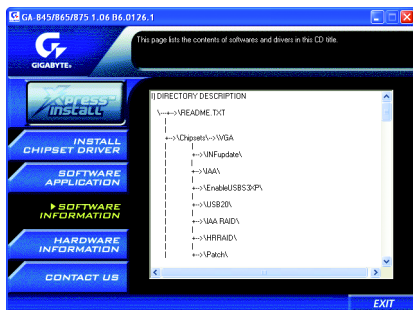 GA-845/865/875 1.06 B6.0126.1
GIGABYTE™
This page lists the contents of softwares and drivers in this CD title.
Xpress™
Install
INSTALL
CHIPSET DRIVER
SOFTWARE
APPLICATION
SOFTWARE
INFORMATION
HARDWARE
INFORMATION
CONTACT US
I) DIRECTORY DESCRIPTION
\---+-->\README.TXT
|
+-->\Chipsets\-->\VGA
| |
| +-->\INFupdate\
| |
| +-->\IAA\
| |
| +-->\EnableUSBS3XP\
| |
| +-->\USB20\
| |
| +-->\IAA RAID\
| |
| +-->\HRRAID\
| |
| +-->\Patch\
EXIT